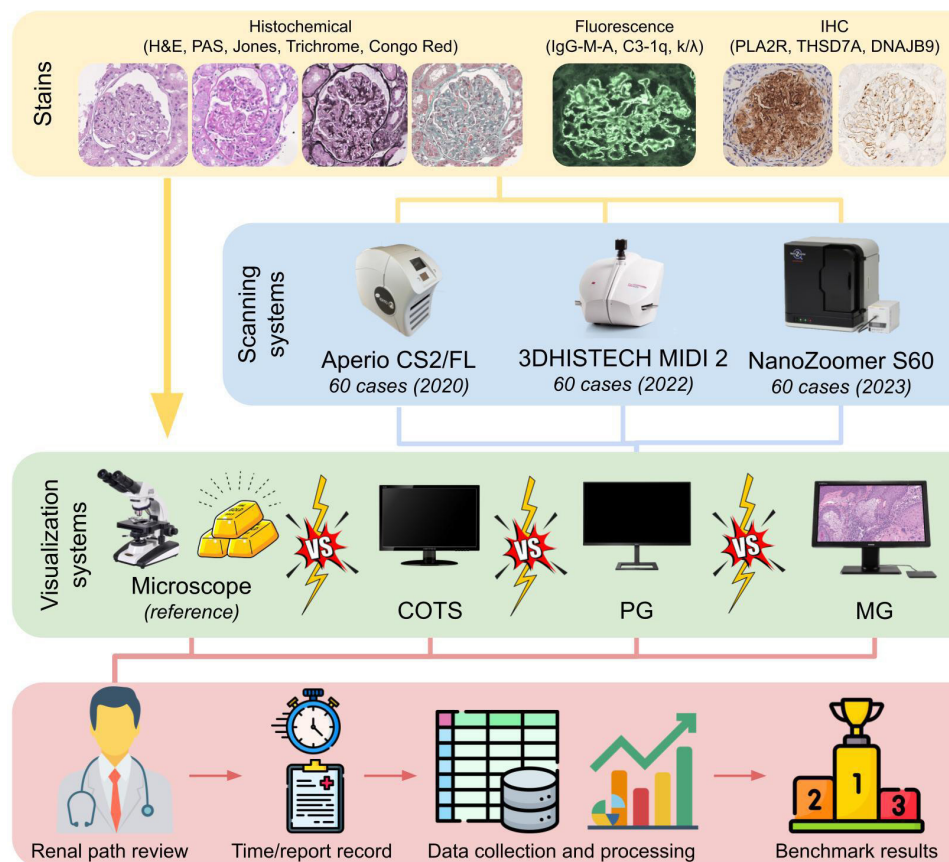 Stains
Histochemical
(H&E, PAS, Jones, Trichrome, Congo Red)
Fluorescence
(IgG-M-A, C3-1q, k/λ)
IHC
(PLA2R, THSD7A, DNAJB9)
Scanning
systems
Aperio CS2/FL
60 cases (2020)
3DHISTECH MIDI 2
60 cases (2022)
NanoZoomer S60
60 cases (2023)
Visualization
systems
Microscope
(reference)
VS
COTS
VS
PG
VS
MG
Renal path review
Time/report record
Data collection and processing
2
1
3
Benchmark results